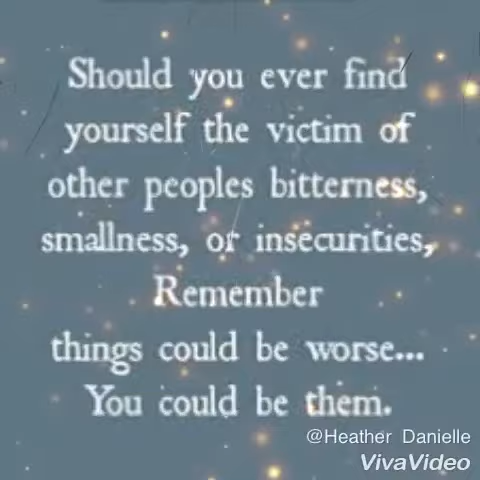 Should you ever find
yourself the victim of
other peoples bitterness,
smallness, or insecurities,
Remember
things could be worse...
You could be them.
@Heather Danielle
VivaVideo